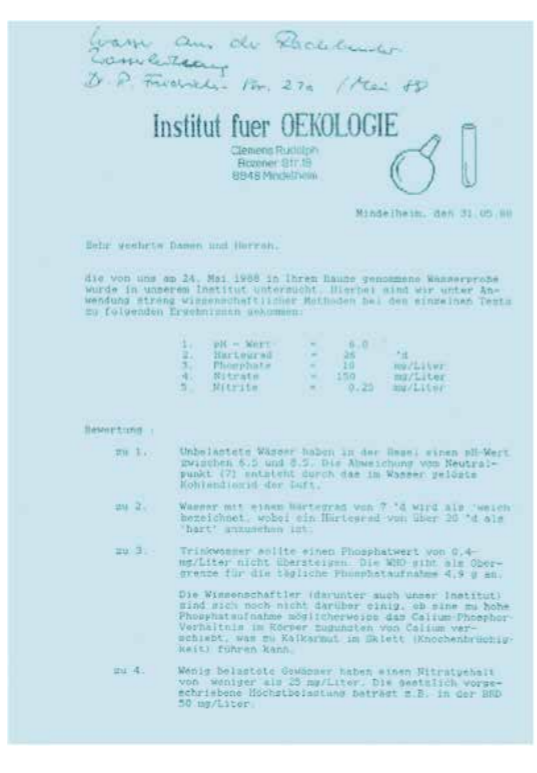 Wasser aus der
Wasserleitung
Institut fuer OEKOLOGIE
Clemens Rudolph
Bozener Str 19
8948 Mindelheim
Mindelheim, den 31.05.88
Sehr geehrte Damen und Herren,
die von uns am 24. Mai 1988 in Ihrem Hause genommene Wasserprobe
wurde in unserem Institut untersucht. Hierbei sind wir unter An-
wendung streng wissenschaftlicher Methoden bei den einzelnen Tests
zu folgenden Ergebnissen gekommen:
1. pH - Wert = 6.0
2. Härtegrad = 26 °d
3. Phosphate = 10 mg/Liter
4. Nitrate = 150 mg/Liter
5. Nitrite = 0.25 mg/Liter
Bewertung :
zu 1. Unbelastete Wässer haben in der Regel einen pH-Wert
zwischen 6.5 und 8.5. Die Abweichung vom Neutral-
punkt (7) entsteht durch das im Wasser gelöste
Kohlendioxid der Luft.
zu 2. Wasser mit einem Härtegrad von 7 °d wird als 'weich
bezeichnet, wobei ein Härtegrad von über 20 °d als
'hart' anzusehen ist.
zu 3. Trinkwasser sollte einen Phosphatwert von 0,4-
mg/Liter nicht übersteigen. Die WHO gibt als Ober-
grenze für die tägliche Phosphataufnahme 4,9 g an.
Die Wissenschaftler (darunter auch unser Institut)
sind sich noch nicht darüber einig, ob eine zu hohe
Phosphataufnahme möglicherweise das Calium-Phosphor-
Verhältnis im Körper zugunsten von Calium ver-
schiebt, was zu Kalkarmut im Sklett (Knochenbrüchig-
keit) führen kann.
zu 4. Wenig belastete Gewässer haben einen Nitratgehalt
von weniger als 25 mg/Liter. Die gestzlich vorge-
schriebene Höchstbelastung beträgt z.B. in der BRD
50 mg/Liter.